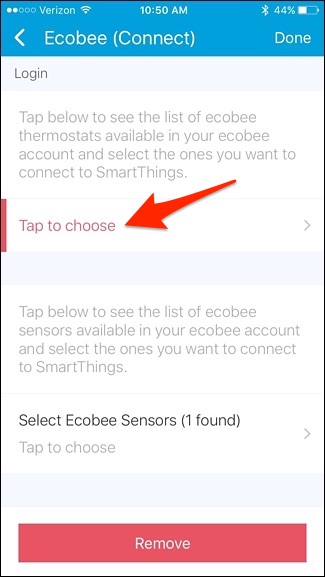 Verizon 10:50 AM 44%
Ecobee (Connect) Done
Login
Tap below to see the list of ecobee
thermostats available in your ecobee
account and select the ones you want to
connect to SmartThings.
Tap to choose
Tap below to see the list of ecobee
sensors available in your ecobee account
and select the ones you want to connect
to SmartThings.
Select Ecobee Sensors (1 found)
Tap to choose
Remove